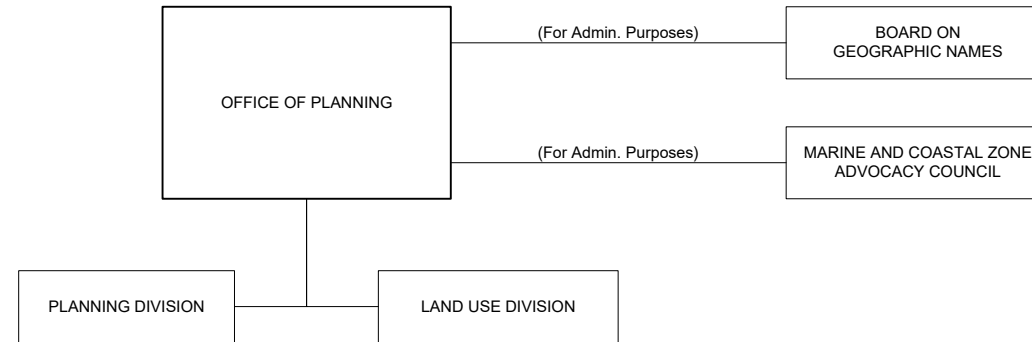 (For Admin. Purposes)
BOARD ON
GEOGRAPHIC NAMES
OFFICE OF PLANNING
(For Admin. Purposes)
MARINE AND COASTAL ZONE
ADVOCACY COUNCIL
PLANNING DIVISION
LAND USE DIVISION